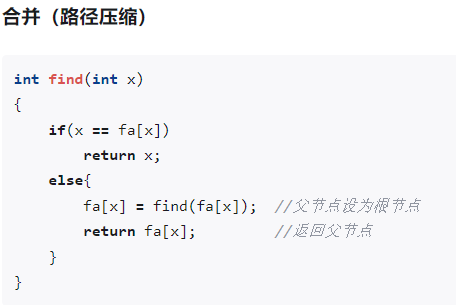 合并（路径压缩）
int find(int x)
{
    if(x == fa[x])
        return x;
    else{
        fa[x] = find(fa[x]);  //父节点设为根节点
        return fa[x];         //返回父节点
    }
}